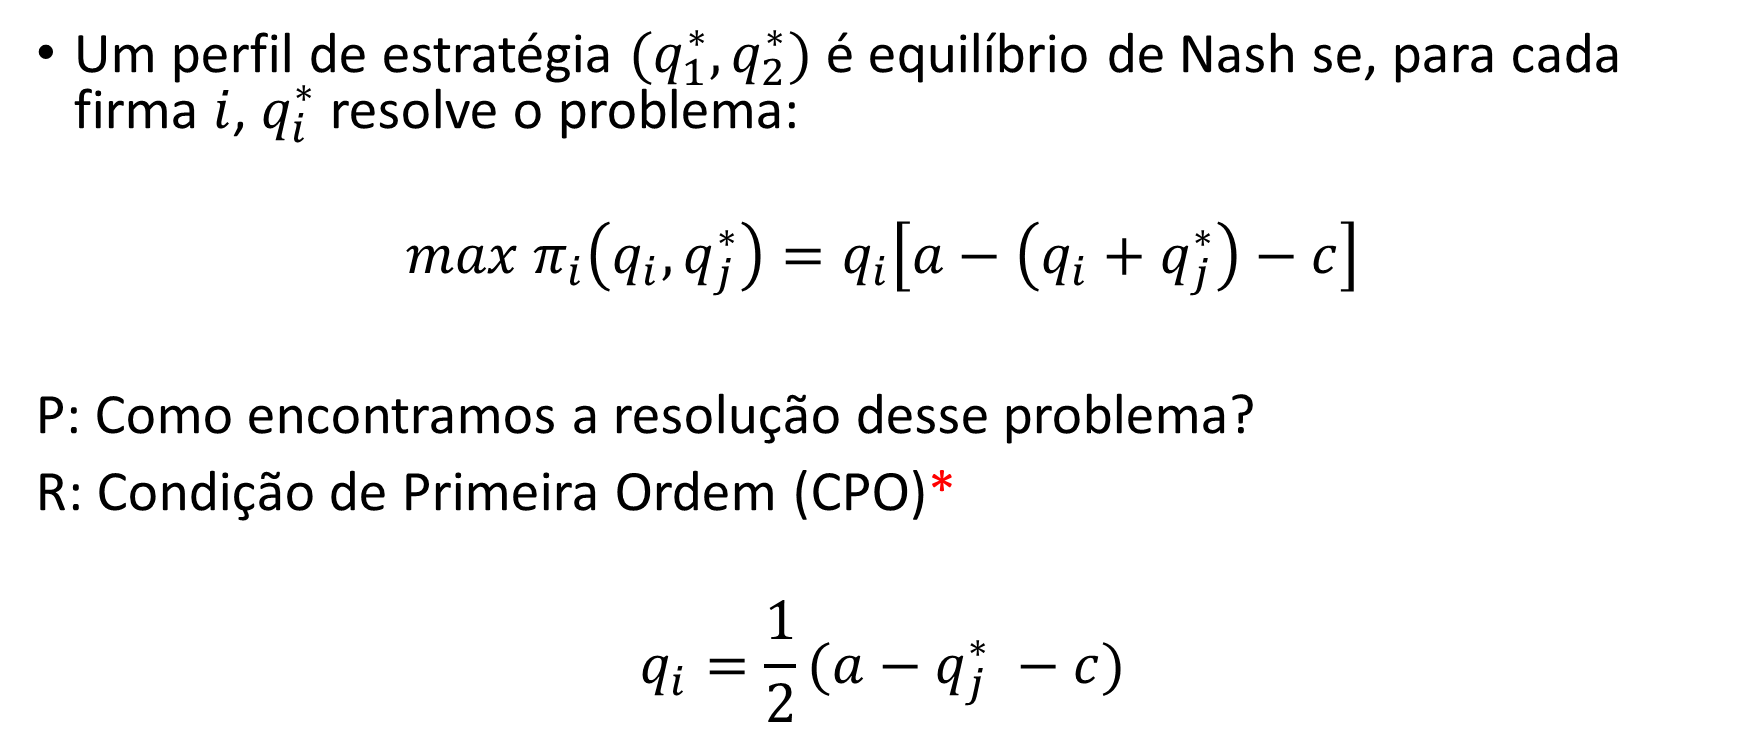 • Um perfil de estratégia (q₁*, q₂*) é equilíbrio de Nash se, para cada
firma i, qᵢ* resolve o problema:
max πᵢ(qᵢ, qⱼ*) = qᵢ[a − (qᵢ + qⱼ*) − c]
P: Como encontramos a resolução desse problema?
R: Condição de Primeira Ordem (CPO)*
qᵢ = 1/2 (a − qⱼ* − c)